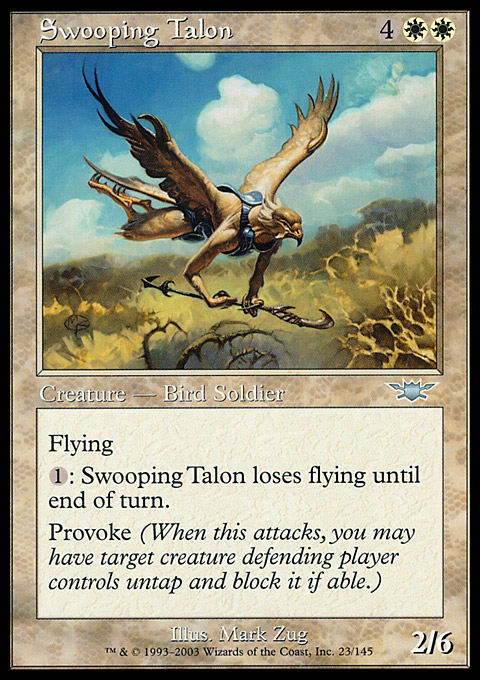 Swooping Talon 4
Creature — Bird Soldier
Flying
1: Swooping Talon loses flying until
end of turn.
Provoke (When this attacks, you may
have target creature defending player
controls untap and block it if able.)
Illus. Mark Zug
™ & © 1993–2003 Wizards of the Coast, Inc. 23/145
2/6